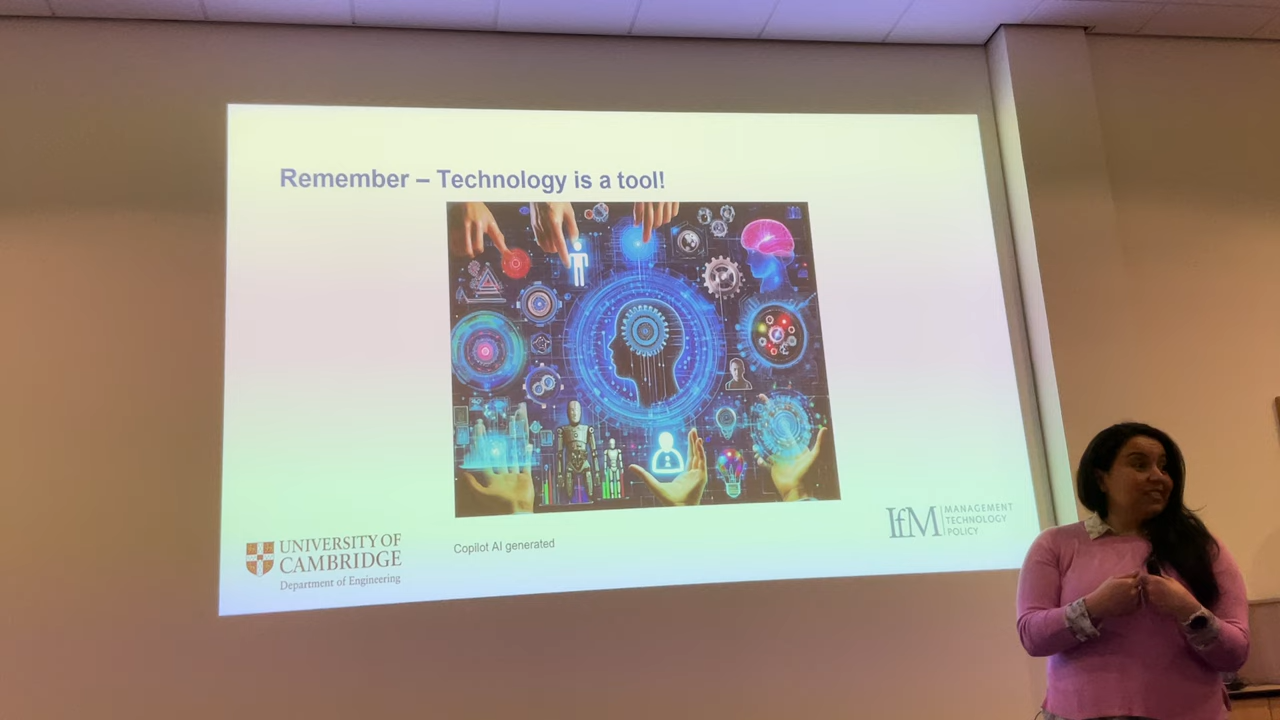 Remember – Technology is a tool!
UNIVERSITY OF
CAMBRIDGE
Department of Engineering
Copilot AI generated
IfM
MANAGEMENT
TECHNOLOGY
POLICY